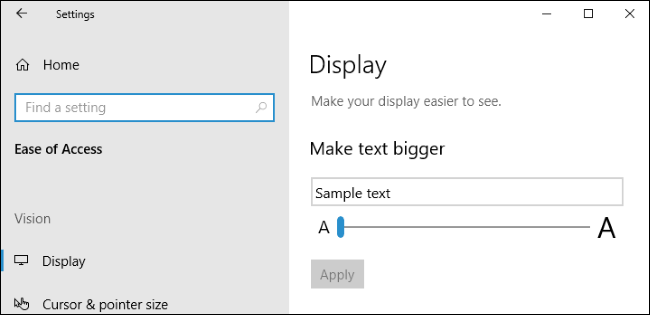 Settings
Home
Find a setting
Ease of Access
Vision
Display
Cursor & pointer size
Display
Make your display easier to see.
Make text bigger
Sample text
A A
Apply